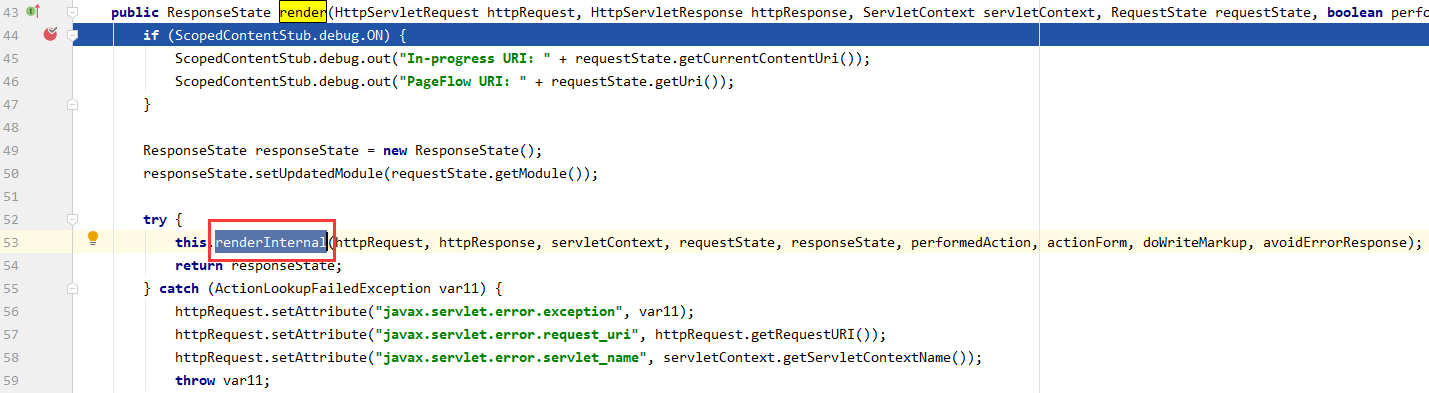 43 public ResponseState render(HttpServletRequest httpRequest, HttpServletResponse httpResponse, ServletContext servletContext, RequestState requestState, boolean perfo
44 if (ScopedContentStub.debug.ON) {
45 ScopedContentStub.debug.out("In-progress URI: " + requestState.getCurrentContentUri());
46 ScopedContentStub.debug.out("PageFlow URI: " + requestState.getUri());
47 }
48
49 ResponseState responseState = new ResponseState();
50 responseState.setUpdatedModule(requestState.getModule());
51
52 try {
53 this.renderInternal(httpRequest, httpResponse, servletContext, requestState, responseState, performedAction, actionForm, doWriteMarkup, avoidErrorResponse);
54 return responseState;
55 } catch (ActionLookupFailedException var11) {
56 httpRequest.setAttribute("javax.servlet.error.exception", var11);
57 httpRequest.setAttribute("javax.servlet.error.request_uri", httpRequest.getRequestURI());
58 httpRequest.setAttribute("javax.servlet.error.servlet_name", servletContext.getServletContextName());
59 throw var11;